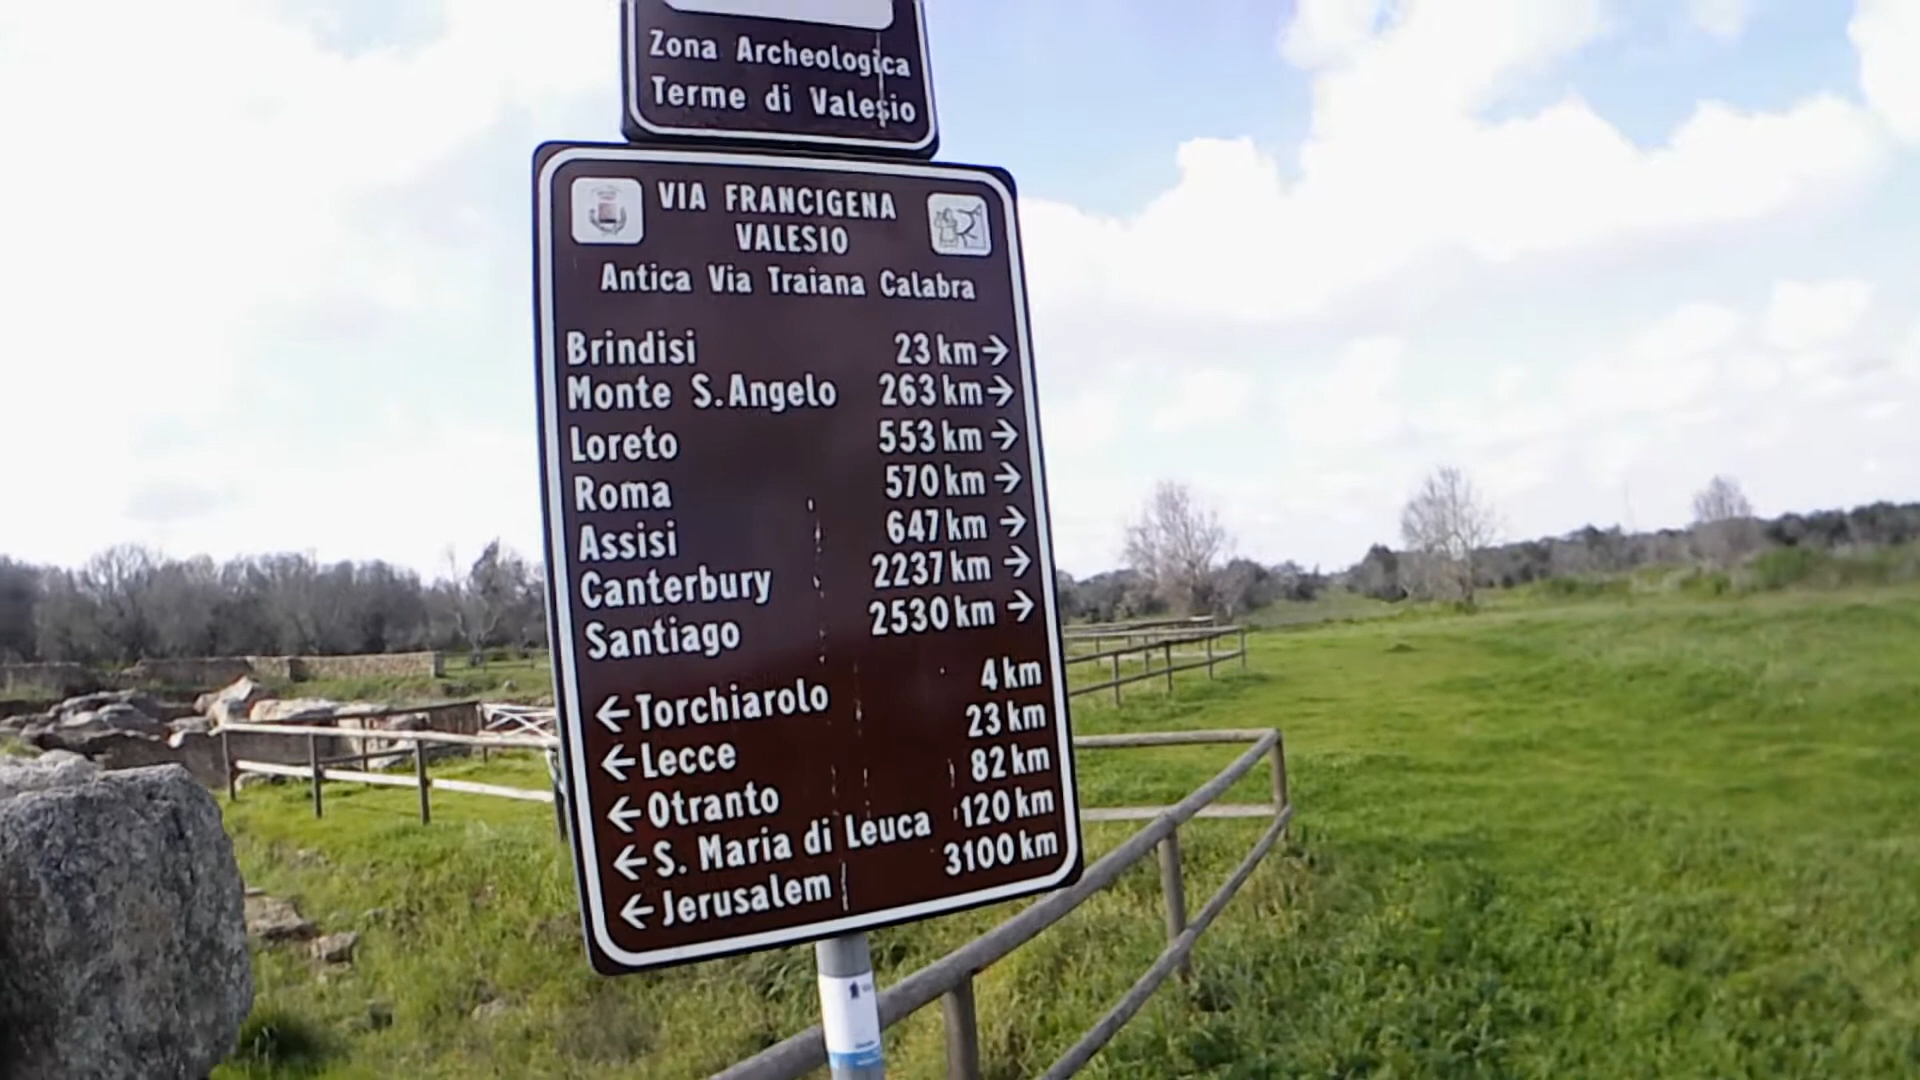 Zona Archeologica
Terme di Valesio
VIA FRANCIGENA
VALESIO
Antica Via Traiana Calabra
Brindisi 23 km →
Monte S. Angelo 263 km →
Loreto 553 km →
Roma 570 km →
Assisi 647 km →
Canterbury 2237 km →
Santiago 2530 km →
← Torchiarolo 4 km
← Lecce 23 km
← Otranto 82 km
← S. Maria di Leuca 120 km
← Jerusalem 3100 km